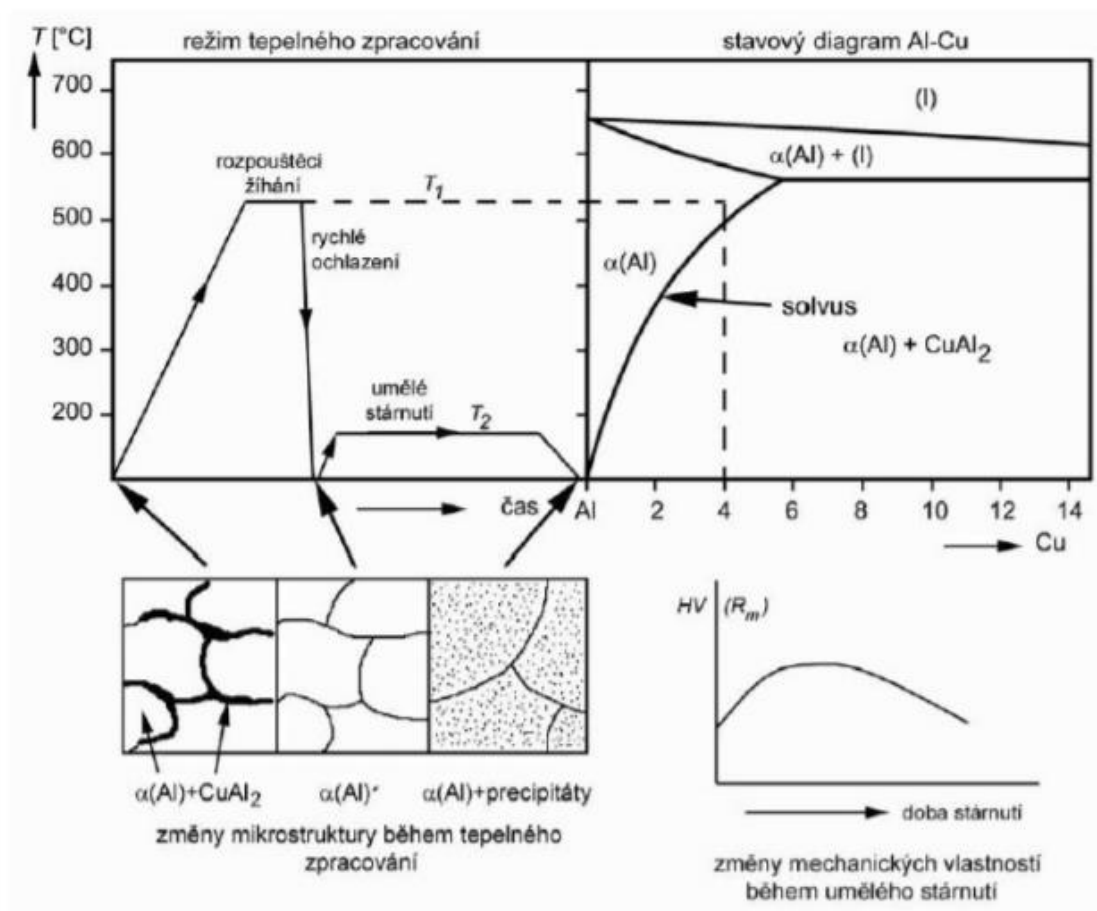 T [°C]
režim tepelného zpracování
stavový diagram Al-Cu
700
600
500
400
300
200
rozpouštěcí
žíhání
T1
rychlé
ochlazení
umělé
stárnutí
T2
čas
(l)
α(Al) + (l)
α(Al)
solvus
α(Al) + CuAl2
Al 2 4 6 8 10 12 14
Cu
α(Al)+CuAl2
α(Al)*
α(Al)+precipitáty
změny mikrostruktury během tepelného
zpracování
HV (Rm)
doba stárnutí
změny mechanických vlastností
během umělého stárnutí